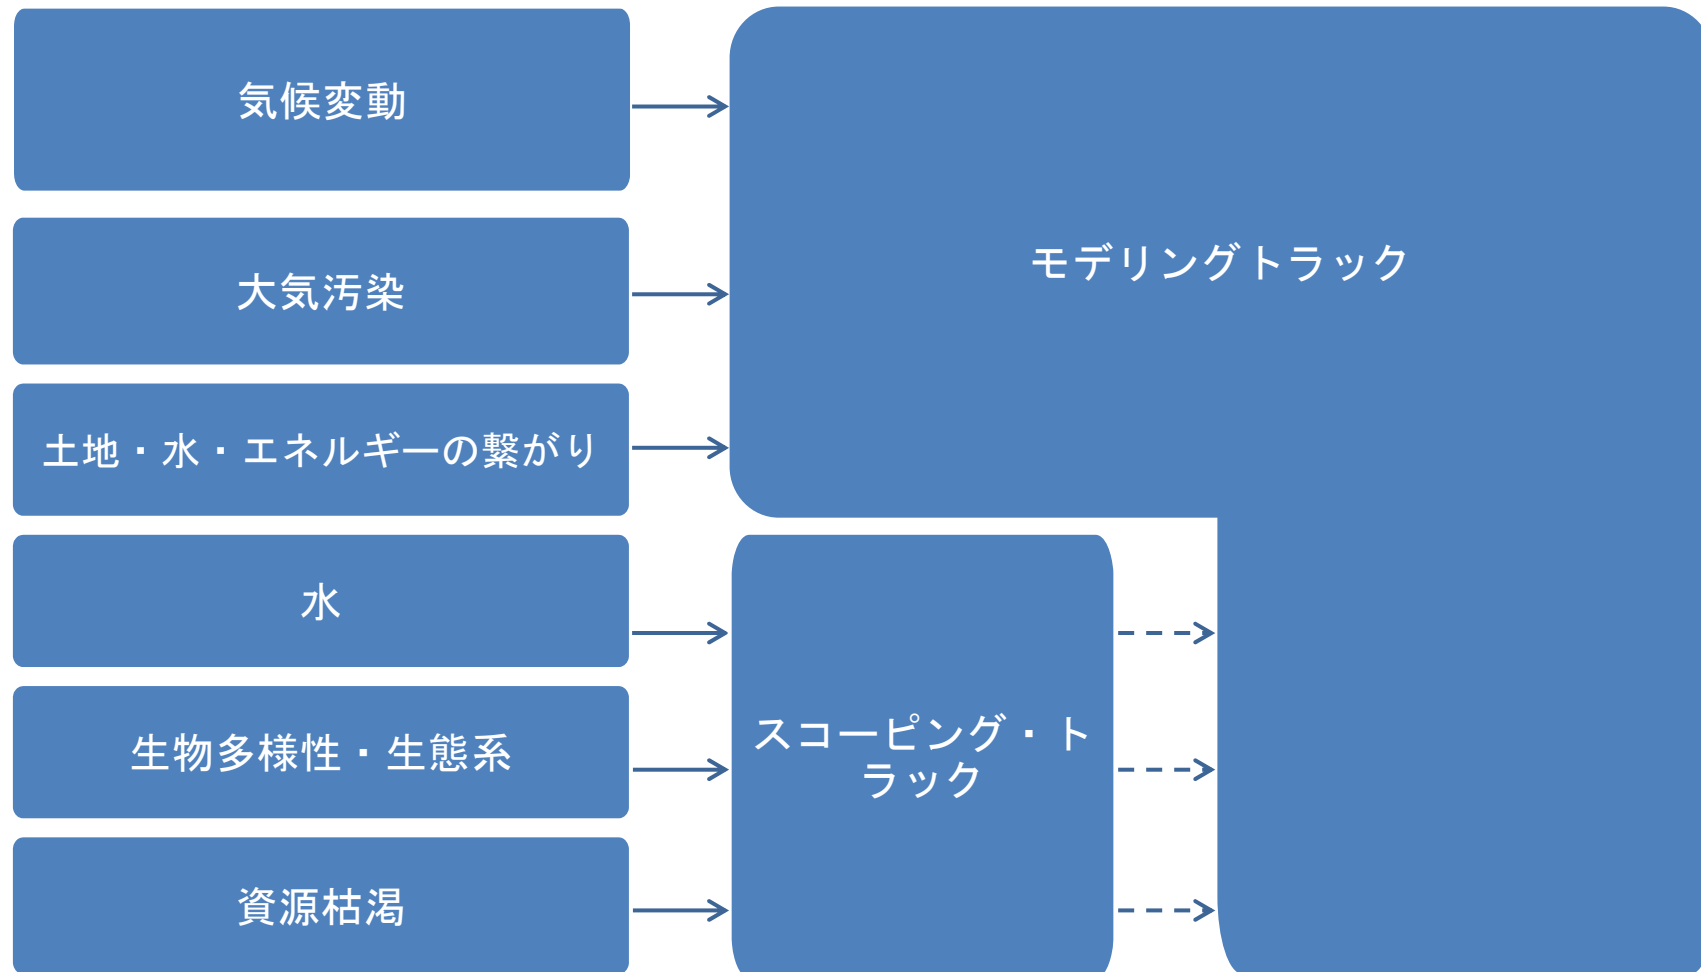 気候変動
大気汚染
土地・水・エネルギーの繋がり
水
生物多様性・生態系
資源枯渇
モデリングトラック
スコーピング・ト
ラック